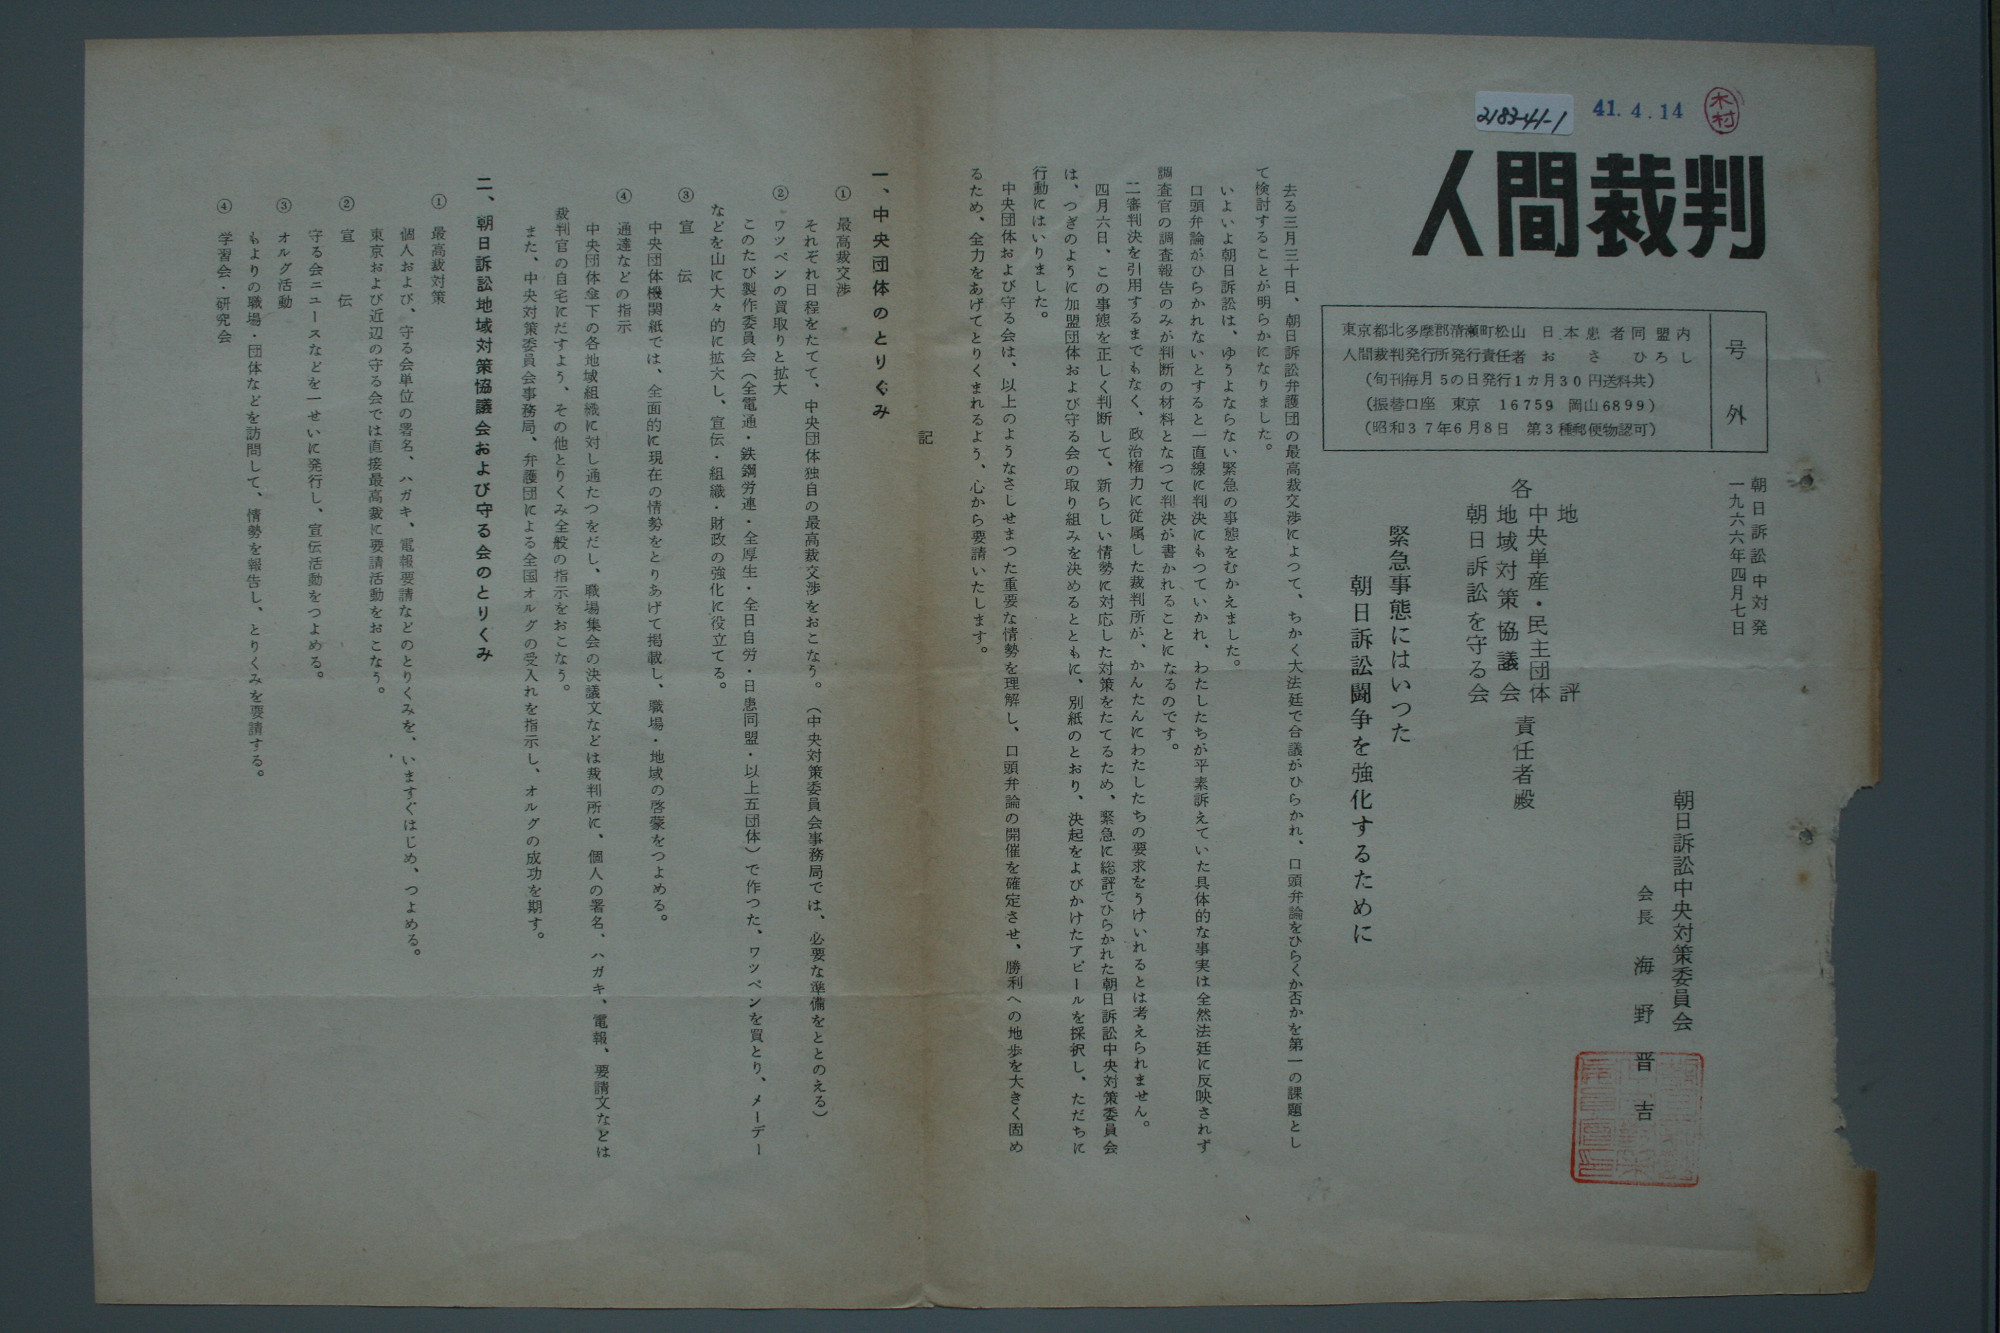 2183-41-1
41.4.14
木村
人間裁判
号外
東京都北多摩郡清瀬町松山 日本患者同盟内
人間裁判発行所発行責任者 おさひろし
(旬刊毎月5の日発行1カ月30円送料共)
(振替口座 東京 16759 岡山6899)
(昭和37年6月8日 第3種郵便物認可)
朝日訴訟中対発
一九六六年四月七日
朝日訴訟中央対策委員会
会長 海野晋吉
地評
各中央単産・民主団体 責任者殿
地域対策協議会
朝日訴訟を守る会
緊急事態にはいつた
朝日訴訟闘争を強化するために
去る三月三十日、朝日訴訟弁護団の最高裁交渉によつて、ちかく大法廷で合議がひらかれ、口頭弁論をひらくか否かを第一の課題とし
て検討することが明らかになりました。
いよいよ朝日訴訟は、ゆうよならない緊急の事態をむかえました。
口頭弁論がひらかれないとすると一直線に判決にもつていかれ、わたしたちが平素訴えていた具体的な事実は全然法廷に反映されず
調査官の調査報告のみが判断の材料となつて判決が書かれることになるのです。
二審判決を引用するまでもなく、政治権力に従属した裁判所が、かんたんにわたしたちの要求をうけいれるとは考えられません。
四月六日、この事態を正しく判断して、新らしい情勢に対応した対策をたてるため、緊急に総評でひらかれた朝日訴訟中央対策委員会
は、つぎのように加盟団体および守る会の取り組みを決めるとともに、別紙のとおり、決起をよびかけたアピールを採択し、ただちに
行動にはいりました。
中央団体および守る会は、以上のようなさしせまつた重要な情勢を理解し、口頭弁論の開催を確定させ、勝利への地歩を大きく固め
るため、全力をあげてとりくまれるよう、心から要請いたします。
記
一、中央団体のとりぐみ
① 最高裁交渉
それぞれ日程をたてて、中央団体独自の最高裁交渉をおこなう。(中央対策委員会事務局では、必要な準備をととのえる)
② ワツペンの買取りと拡大
このたび製作委員会(全電通・鉄鋼労連・全厚生・全日自労・日患同盟・以上五団体)で作つた、ワツペンを買とり、メーデー
などを山に大々的に拡大し、宣伝・組織・財政の強化に役立てる。
③ 宣伝
中央団体機関紙では、全面的に現在の情勢をとりあげて掲載し、職場・地域の啓蒙をつよめる。
④ 通達などの指示
中央団体傘下の各地域組織に対し通たつをだし、職場集会の決議文などは裁判所に、個人の署名、ハガキ、電報、要請文などは
裁判官の自宅にだすよう、その他とりくみ全般の指示をおこなう。
また、中央対策委員会事務局、弁護団による全国オルグの受入れを指示し、オルグの成功を期す。
二、朝日訴訟地域対策協議会および守る会のとりくみ
① 最高裁対策
個人および、守る会単位の署名、ハガキ、電報要請などのとりくみを、いますぐはじめ、つよめる。
東京および近辺の守る会では直接最高裁に要請活動をおこなう。
② 宣伝
守る会ニュースなどを一せいに発行し、宣伝活動をつよめる。
③ オルグ活動
もよりの職場・団体などを訪問して、情勢を報告し、とりくみを要請する。
④ 学習会・研究会